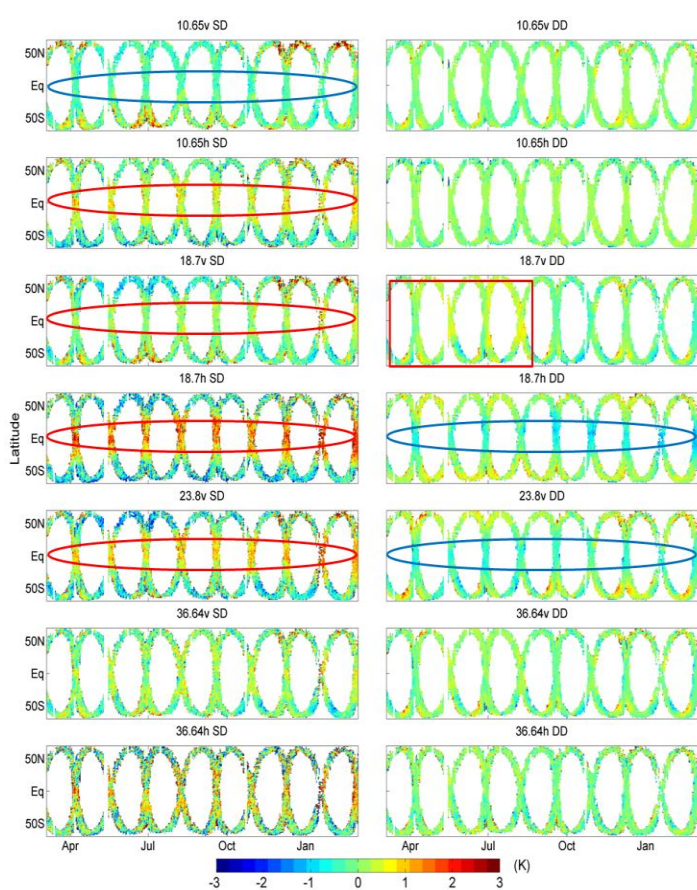 10.65v SD 10.65v DD
50N
Eq
50S
10.65h SD 10.65h DD
50N
Eq
50S
18.7v SD 18.7v DD
50N
Eq
50S
18.7h SD 18.7h DD
50N
Eq
50S
Latitude
23.8v SD 23.8v DD
50N
Eq
50S
36.64v SD 36.64v DD
50N
Eq
50S
36.64h SD 36.64h DD
50N
Eq
50S
Apr Jul Oct Jan Apr Jul Oct Jan
-3 -2 -1 0 1 2 3 (K)